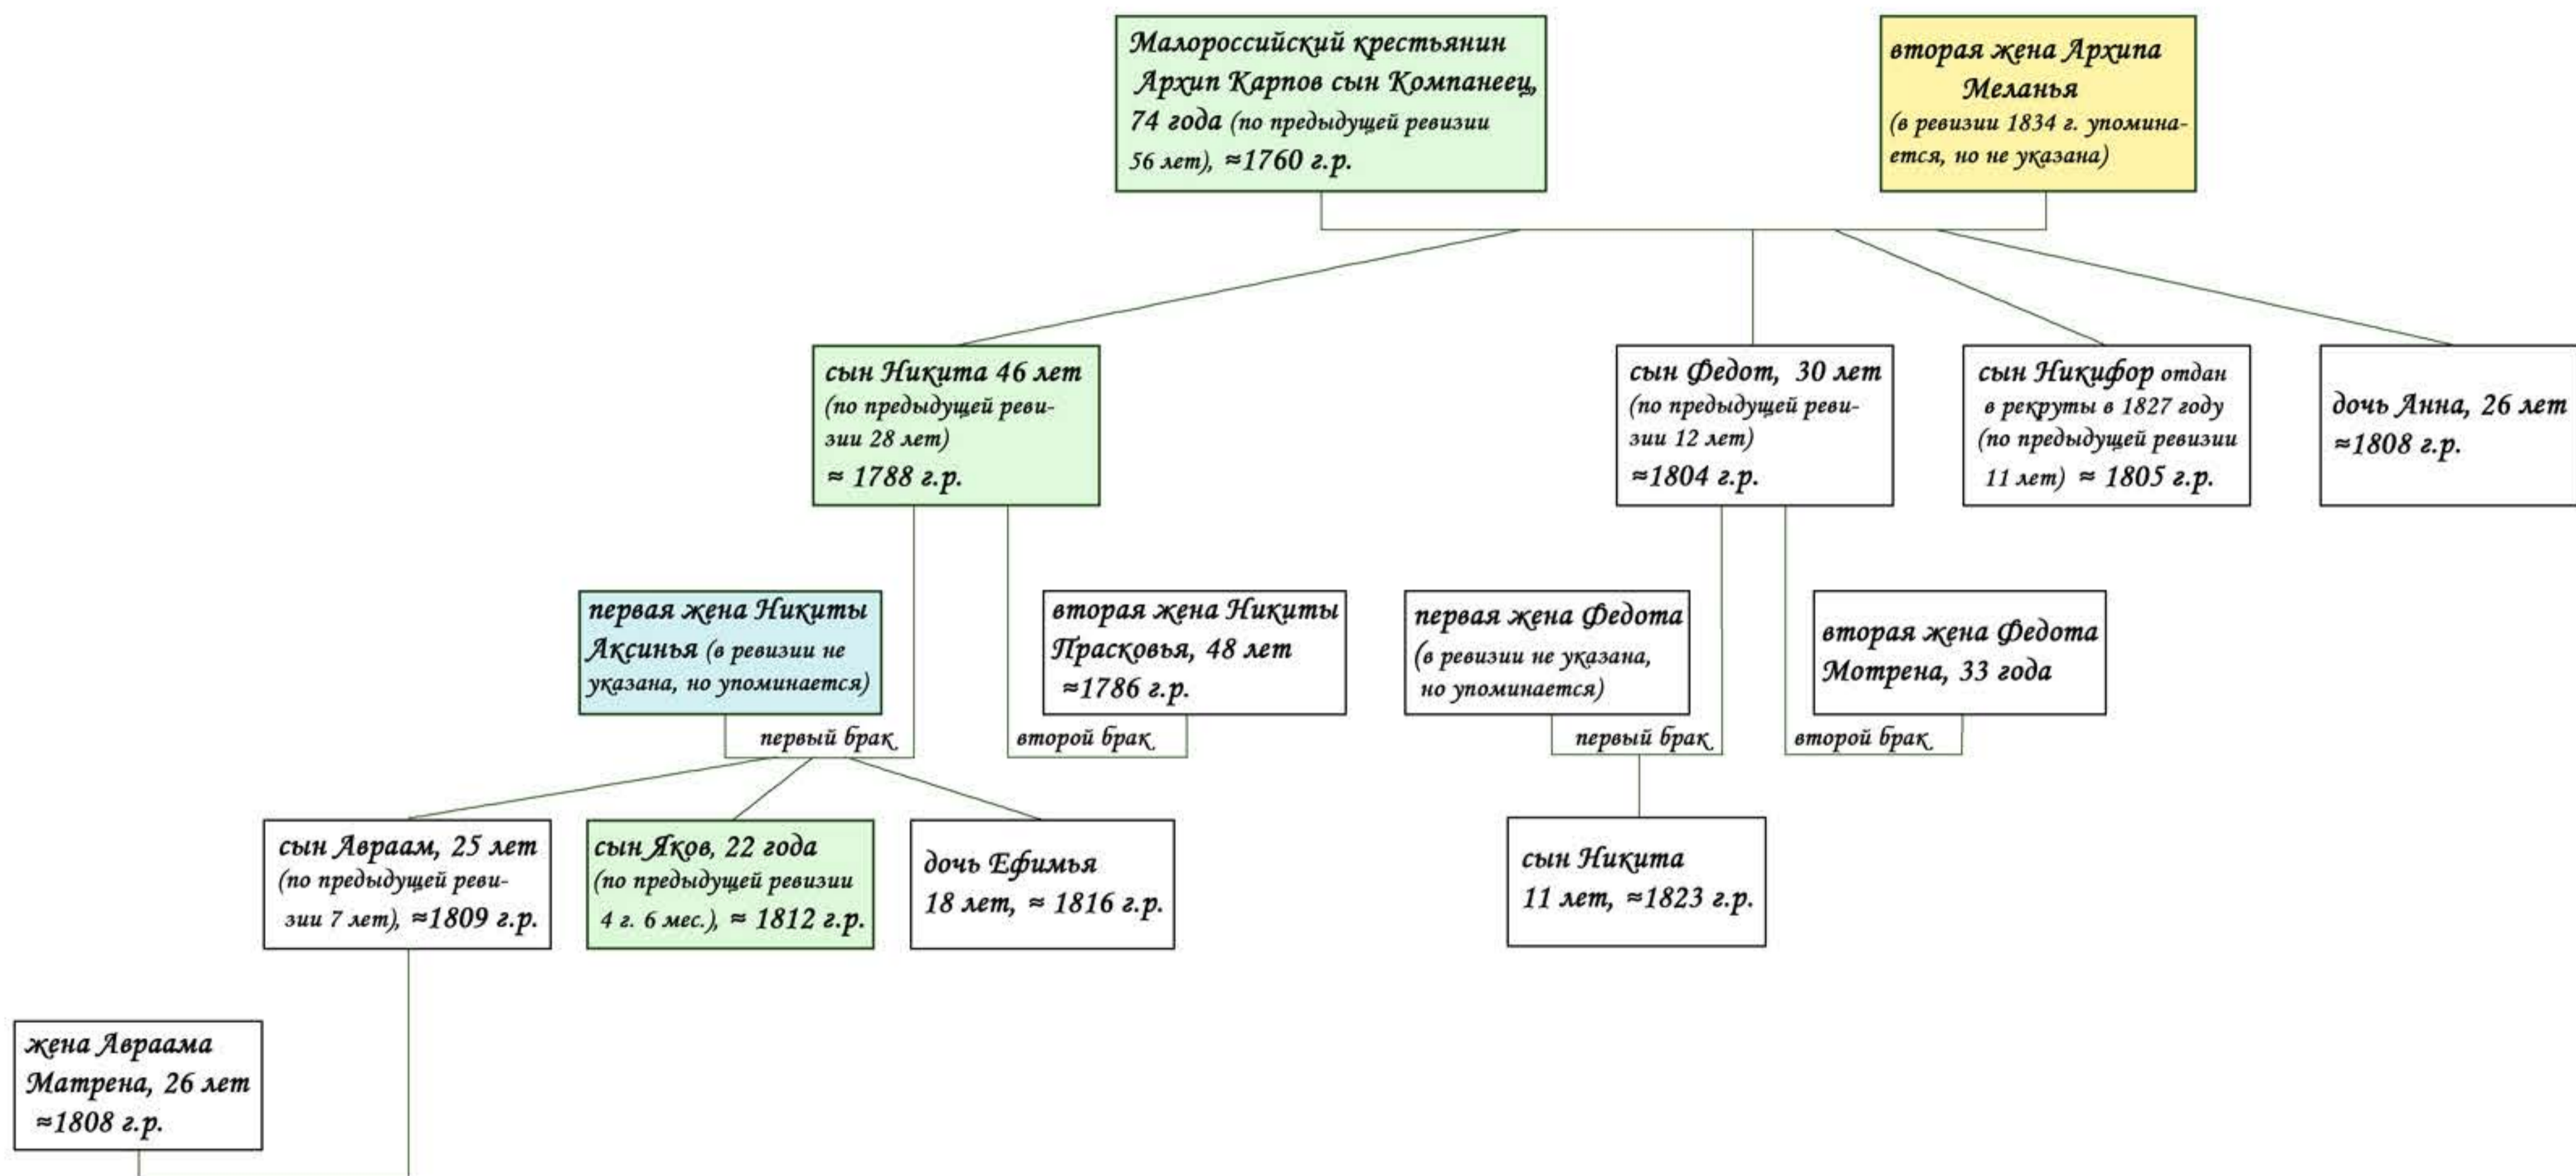 Малороссийский крестьянин
Архип Карпов сын Компанеец,
74 года (по предыдущей ревизии
56 лет), ≈1760 г.р.
вторая жена Архипа
Меланья
(в ревизии 1834 г. упомина-
ется, но не указана)
сын Никита 46 лет
(по предыдущей реви-
зии 28 лет)
≈ 1788 г.р.
сын Федот, 30 лет
(по предыдущей реви-
зии 12 лет)
≈1804 г.р.
сын Никифор отдан
в рекруты в 1827 году
(по предыдущей ревизии
11 лет) ≈ 1805 г.р.
дочь Анна, 26 лет
≈1808 г.р.
первая жена Никиты
Аксинья (в ревизии не
указана, но упоминается)
вторая жена Никиты
Прасковья, 48 лет
≈1786 г.р.
первая жена Федота
(в ревизии не указана,
но упоминается)
вторая жена Федота
Мотрена, 33 года
первый брак
второй брак
первый брак
второй брак
сын Авраам, 25 лет
(по предыдущей реви-
зии 7 лет), ≈1809 г.р.
сын Яков, 22 года
(по предыдущей ревизии
4 г. 6 мес.), ≈ 1812 г.р.
дочь Ефимья
18 лет, ≈ 1816 г.р.
сын Никита
11 лет, ≈1823 г.р.
жена Авраама
Матрена, 26 лет
≈1808 г.р.